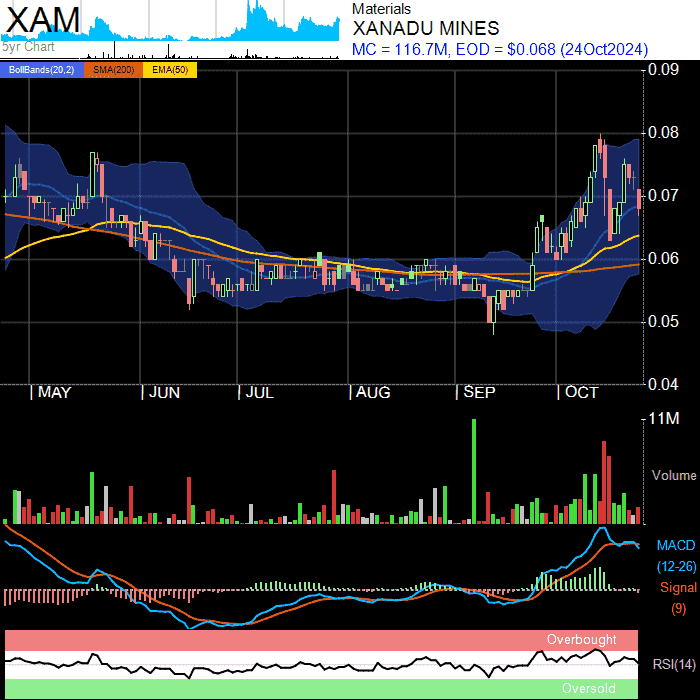 XAM
5yr Chart
Materials
XANADU MINES
MC = 116.7M, EOD = $0.068 (24Oct2024)
BollBands(20,2) SMA(200) EMA(50)
0.09
0.08
0.07
0.06
0.05
0.04
MAY JUN JUL AUG SEP OCT
11M
Volume
MACD
(12-26)
Signal
(9)
Overbought
RSI(14)
Oversold